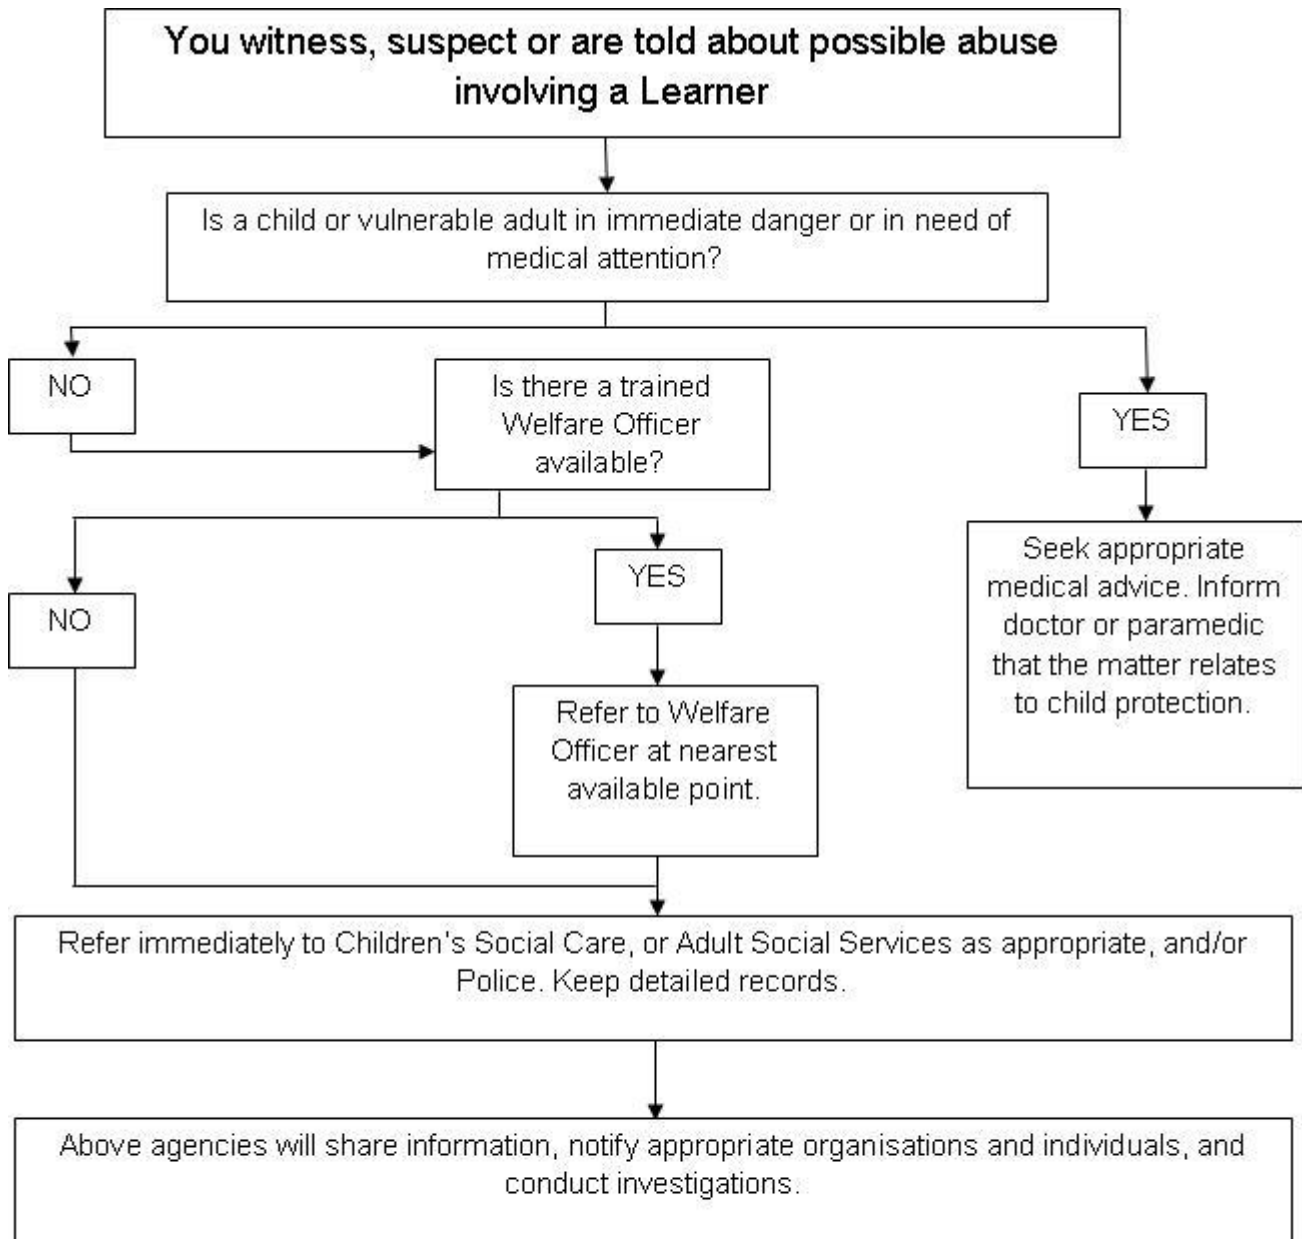 You witness, suspect or are told about possible abuse
involving a Learner
Is a child or vulnerable adult in immediate danger or in need of
medical attention?
NO
Is there a trained
Welfare Officer
available?
YES
NO
YES
Seek appropriate
medical advice. Inform
doctor or paramedic
that the matter relates
to child protection.
Refer to Welfare
Officer at nearest
available point.
Refer immediately to Children's Social Care, or Adult Social Services as appropriate, and/or
Police. Keep detailed records.
Above agencies will share information, notify appropriate organisations and individuals, and
conduct investigations.